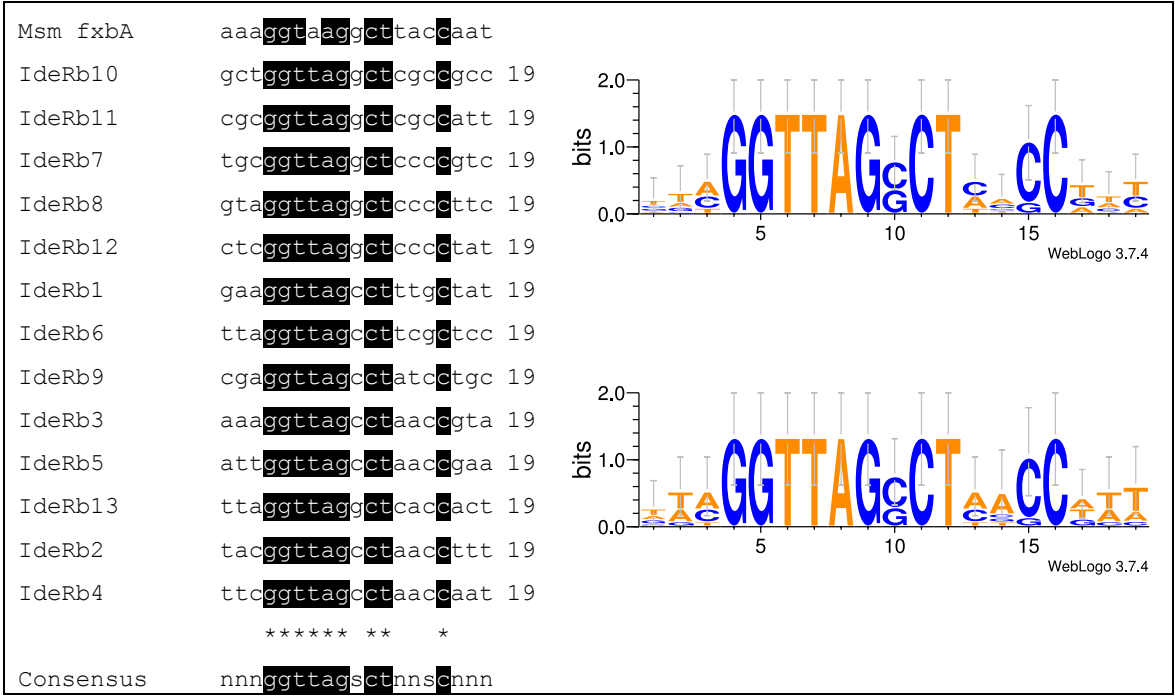 Msm fxbA aaaggtaaggcttaccaat
IdeRb10 gctggttaggctcgccgcc 19
IdeRb11 cgcggttaggctcgccatt 19
IdeRb7 tgcggttaggctccccgtc 19
IdeRb8 gtaggttaggctccccttc 19
IdeRb12 ctcggttaggctcccctat 19
IdeRb1 gaaggttagcctttgctat 19
IdeRb6 ttaggttagccttcgctcc 19
IdeRb9 cgaggttagcctatcctgc 19
IdeRb3 aaaggttagcctaaccgta 19
IdeRb5 attggttagcctaaccgaa 19
IdeRb13 ttaggttaggctcaccact 19
IdeRb2 tacggttagcctaaccttt 19
IdeRb4 ttcggttagcctaaccaat 19
****** ** *
Consensus nnnggttagsctnnscnnn
2.0
1.0
0.0
bits
5 10 15
WebLogo 3.7.4
2.0
1.0
0.0
bits
5 10 15
WebLogo 3.7.4